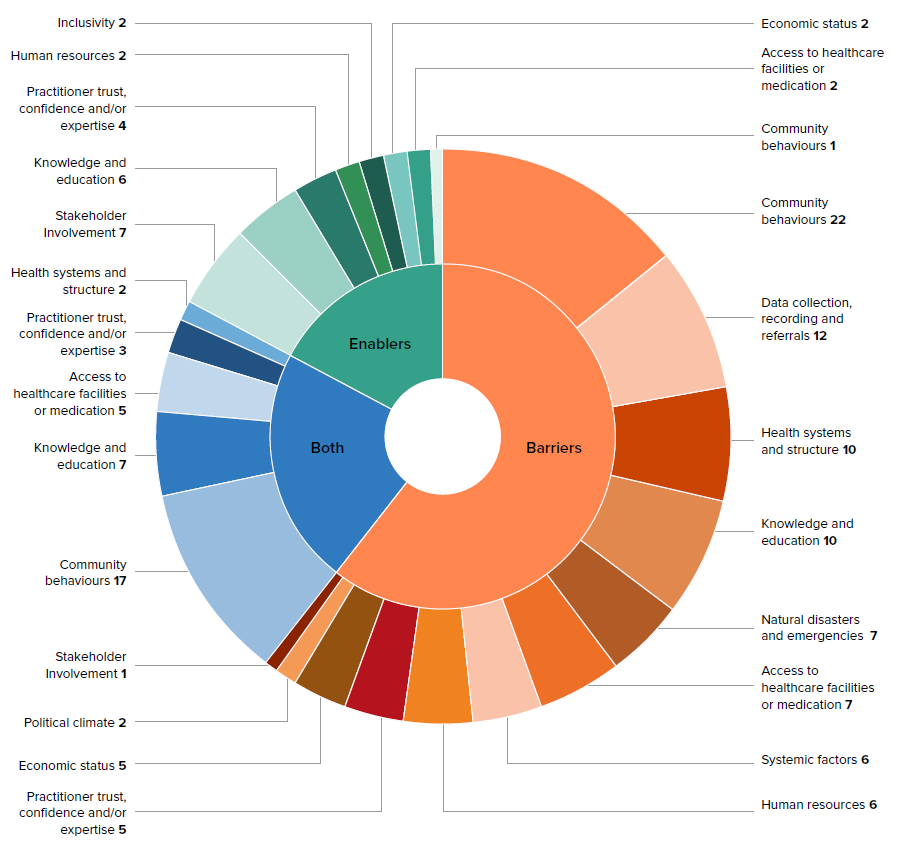 Inclusivity 2
Human resources 2
Practitioner trust,
confidence and/or
expertise 4
Knowledge and
education 6
Stakeholder
Involvement 7
Health systems and
structure 2
Practitioner trust,
confidence and/or
expertise 3
Access to
healthcare facilities
or medication 5
Knowledge and
education 7
Community
behaviours 17
Stakeholder
Involvement 1
Political climate 2
Economic status 5
Practitioner trust,
confidence and/or
expertise 5
Enablers
Both
Barriers
Economic status 2
Access to healthcare
facilities or
medication 2
Community
behaviours 1
Community
behaviours 22
Data collection,
recording and
referrals 12
Health systems
and structure 10
Knowledge and
education 10
Natural disasters
and emergencies 7
Access to
healthcare facilities
or medication 7
Systemic factors 6
Human resources 6